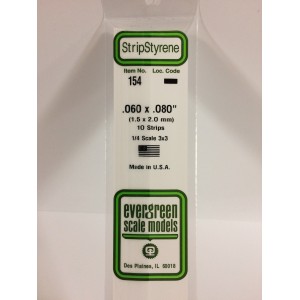 StripStyrene
Item No. Loc. Code
154
.060 x .080"
(1.5 x 2.0 mm)
10 Strips
1/4 Scale 3x3
Made in U.S.A.
evergreen
scale models
Des Plaines, IL 60018